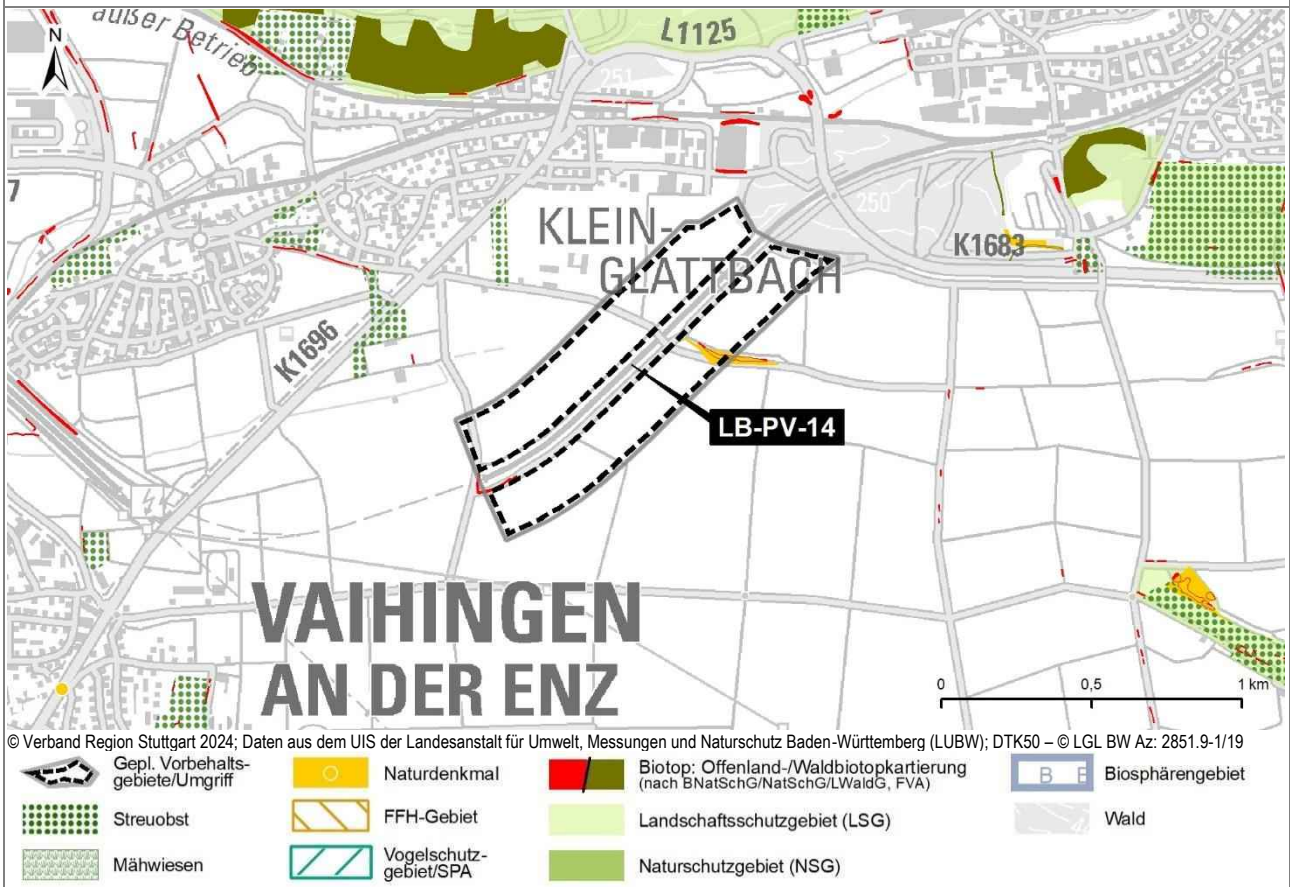 außer Betrieb
N
L1125
251
7
KLEIN-
GLATTBACH
250
K1683
K1696
LB-PV-14
VAIHINGEN
AN DER ENZ
0 0,5 1 km
© Verband Region Stuttgart 2024; Daten aus dem UIS der Landesanstalt für Umwelt, Messungen und Naturschutz Baden-Württemberg (LUBW); DTK50 – © LGL BW Az: 2851.9-1/19
Gepl. Vorbehalts-
gebiete/Umgriff
Naturdenkmal
Biotop: Offenland-/Waldbiotopkartierung
(nach BNatSchG/NatSchG/LWaldG, FVA)
B B Biosphärengebiet
Streuobst
FFH-Gebiet
Landschaftsschutzgebiet (LSG)
Wald
Mähwiesen
Vogelschutz-
gebiet/SPA
Naturschutzgebiet (NSG)